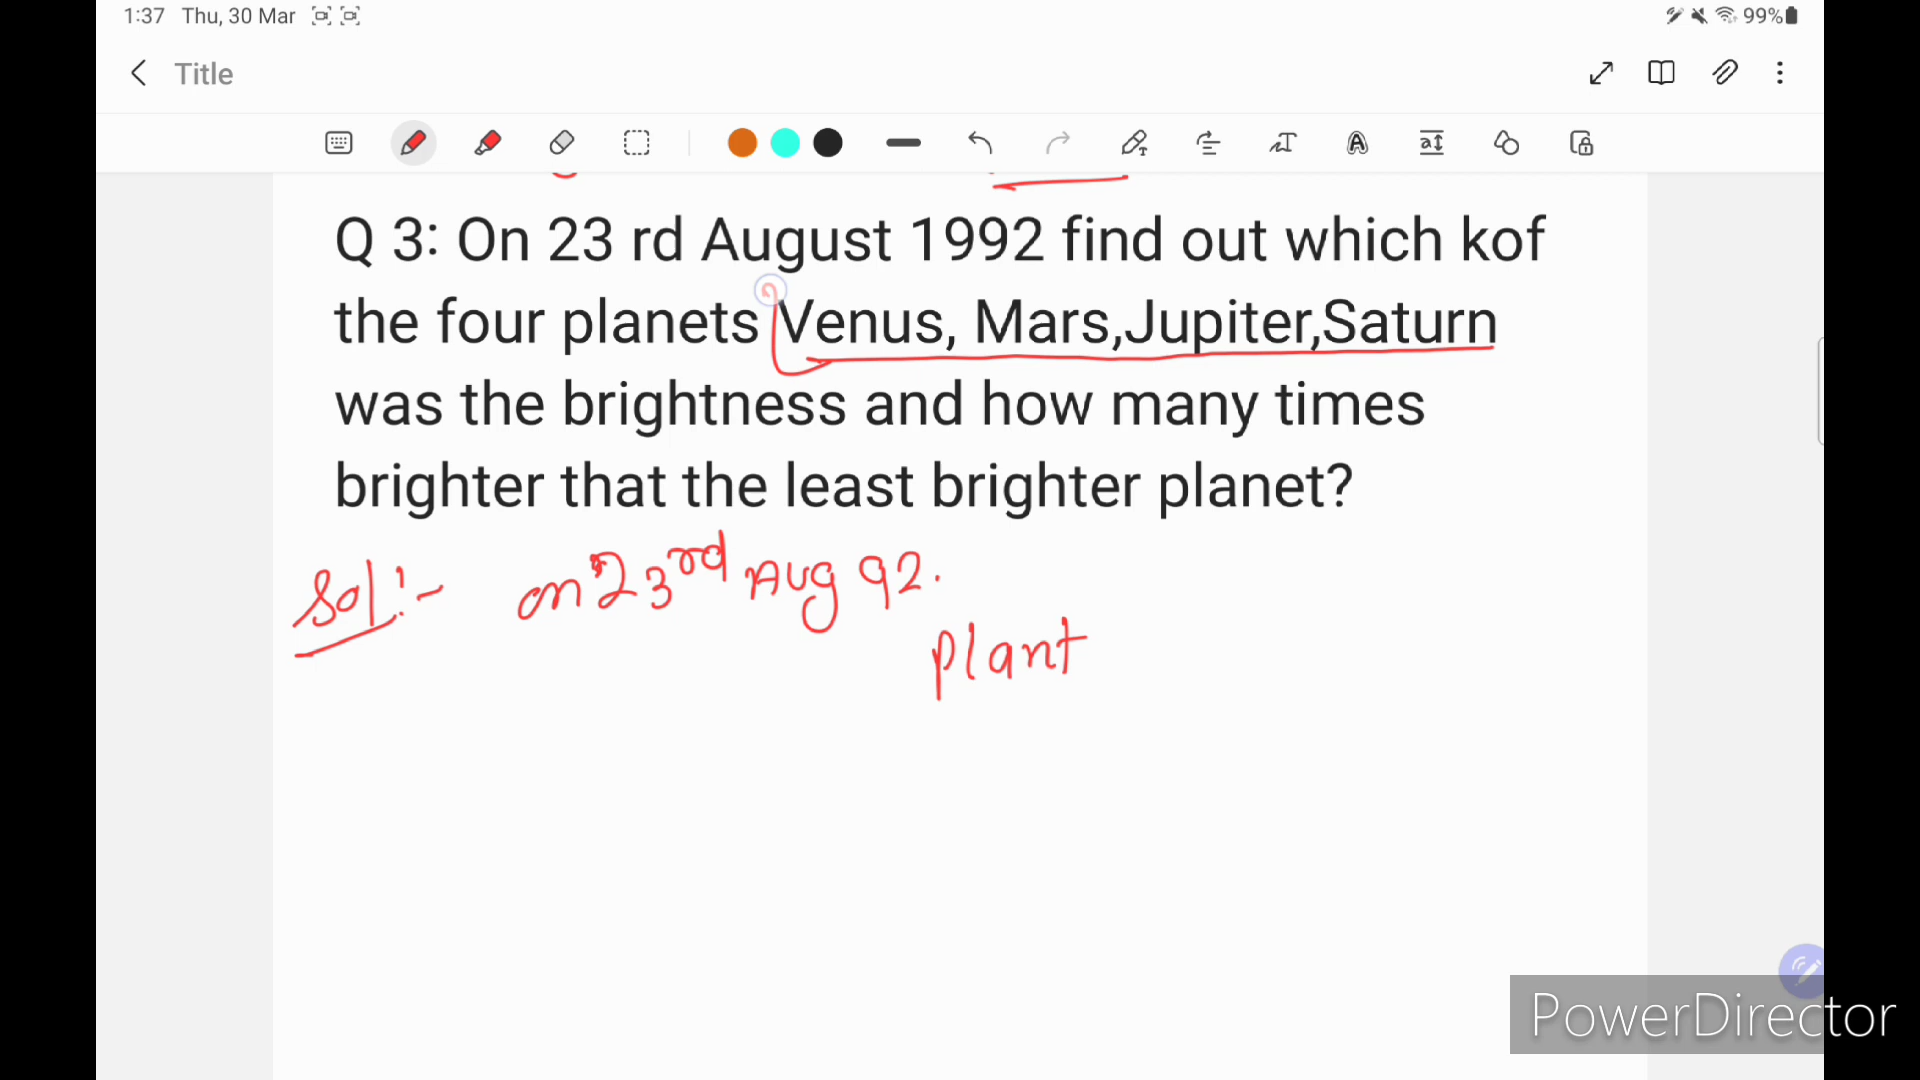 1:37 Thu, 30 Mar 99%
Title
Q 3: On 23 rd August 1992 find out which kof
the four planets Venus, Mars,Jupiter,Saturn
was the brightness and how many times
brighter that the least brighter planet?
Sol:- on 23rd Aug 92.
plant
PowerDirector